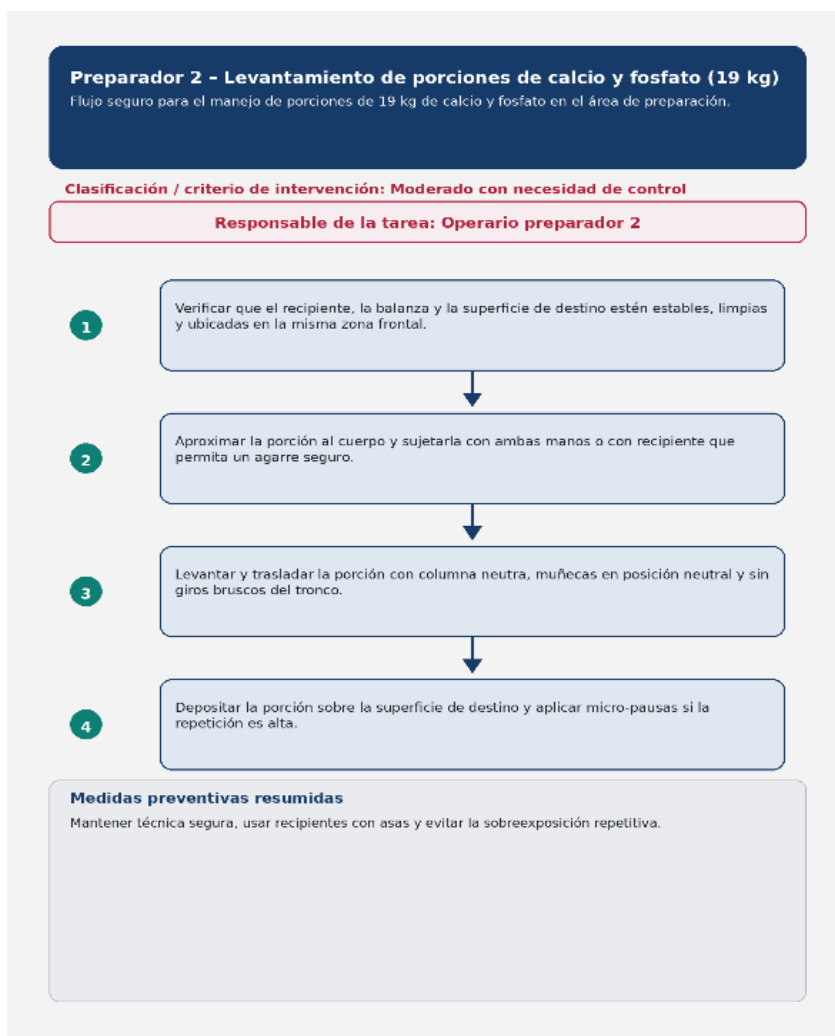 Preparador 2 – Levantamiento de porciones de calcio y fosfato (19 kg)
Flujo seguro para el manejo de porciones de 19 kg de calcio y fosfato en el área de preparación.
Clasificación / criterio de intervención: Moderado con necesidad de control
Responsable de la tarea: Operario preparador 2
1
Verificar que el recipiente, la balanza y la superficie de destino estén estables, limpias
y ubicadas en la misma zona frontal.
2
Aproximar la porción al cuerpo y sujetarla con ambas manos o con recipiente que
permita un agarre seguro.
3
Levantar y trasladar la porción con columna neutra, muñecas en posición neutral y sin
giros bruscos del tronco.
4
Depositar la porción sobre la superficie de destino y aplicar micro-pausas si la
repetición es alta.
Medidas preventivas resumidas
Mantener técnica segura, usar recipientes con asas y evitar la sobreexposición repetitiva.